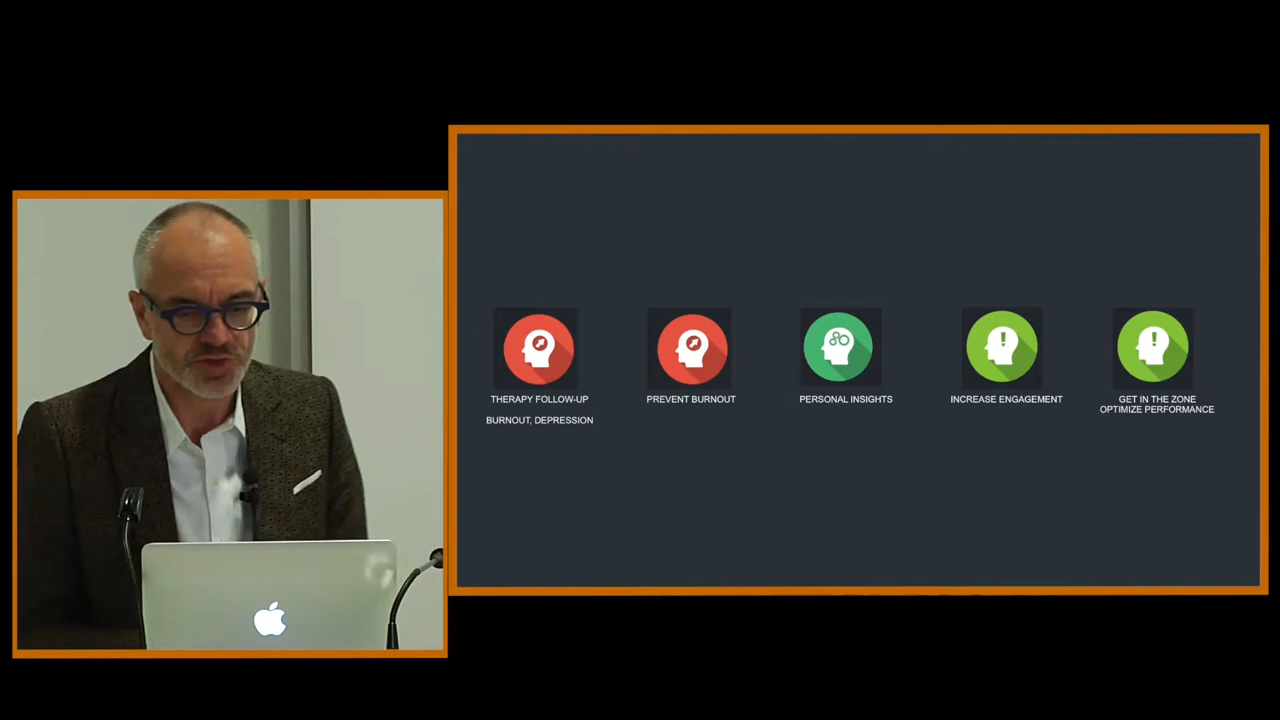 THERAPY FOLLOW-UP
BURNOUT, DEPRESSION
PREVENT BURNOUT
PERSONAL INSIGHTS
INCREASE ENGAGEMENT
GET IN THE ZONE
OPTIMIZE PERFORMANCE